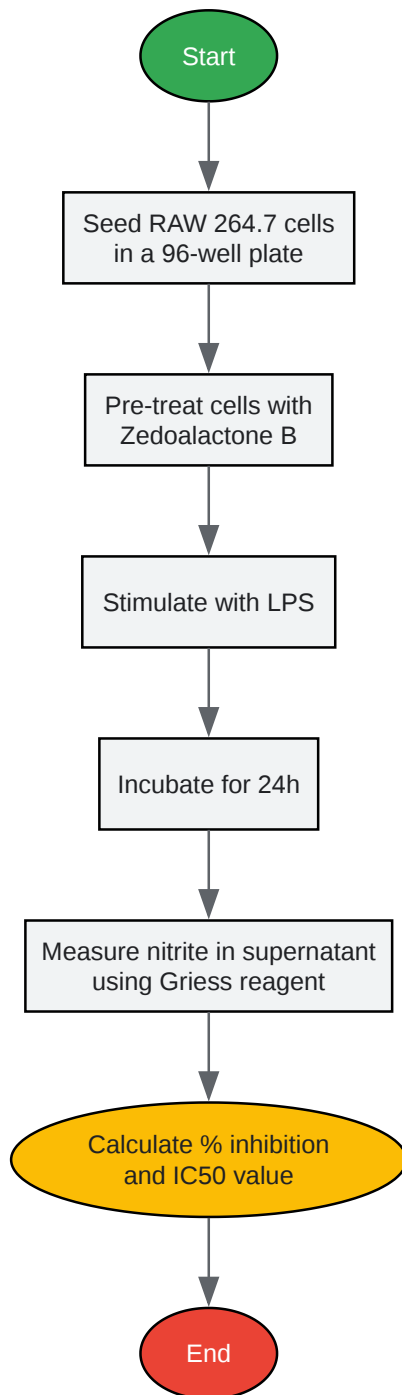 Start
Seed RAW 264.7 cells
in a 96-well plate
Pre-treat cells with
Zedoalactone B
Stimulate with LPS
Incubate for 24h
Measure nitrite in supernatant
using Griess reagent
Calculate % inhibition
and IC50 value
End